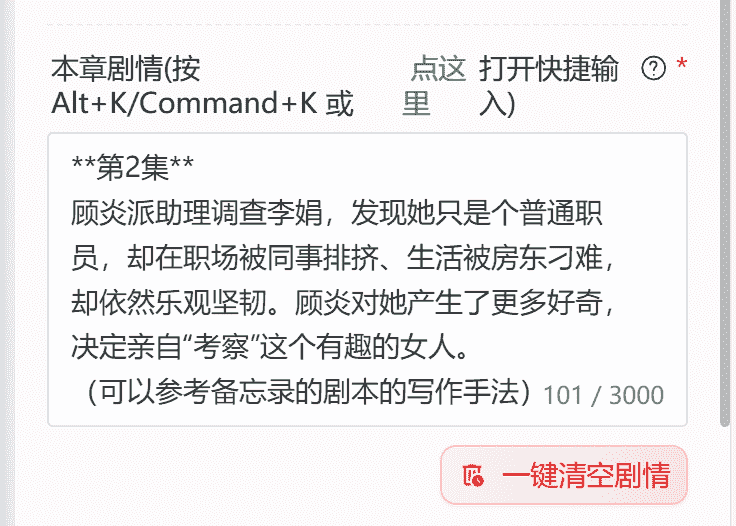 本章剧情(按 点这 打开快捷输 ? *
Alt+K/Command+K 或 里 入)
**第2集**
顾炎派助理调查李娟，发现她只是个普通职
员，却在职场被同事排挤、生活被房东刁难，
却依然乐观坚韧。顾炎对她产生了更多好奇，
决定亲自“考察”这个有趣的女人。
（可以参考备忘录的剧本的写作手法）
101 / 3000
一键清空剧情